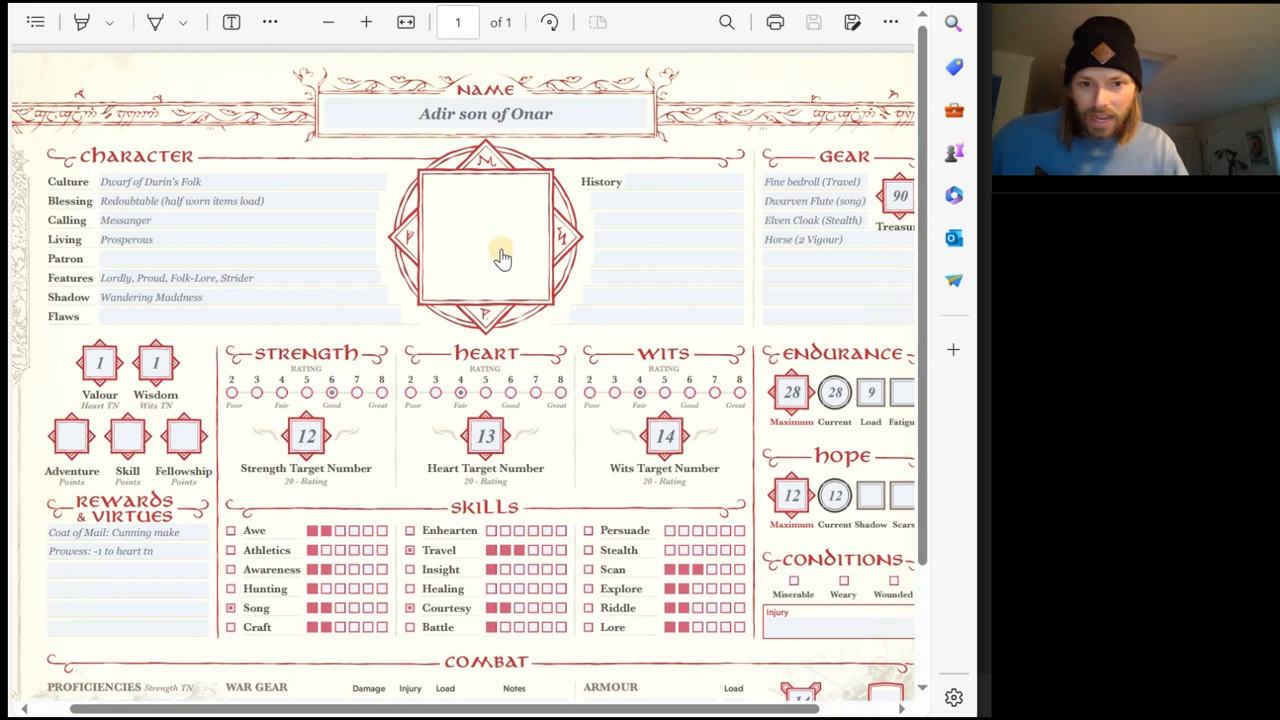 1 of 1
NAME
Adir son of Onar
CHARACTER
Culture Dwarf of Durin's Folk
Blessing Redoubtable (half worn items load)
Calling Messanger
Living Prosperous
Patron
Features Lordly, Proud, Folk-Lore, Strider
Shadow Wandering Maddness
Flaws
History
GEAR
Fine bedroll (Travel)
Dwarven Flute (song)
Elven Cloak (Stealth)
Horse (2 Vigour)
90
Treasu
1 1
Valour Wisdom
Heart TN Wits TN
Adventure Skill Fellowship
Points Points Points
STRENGTH
RATING
2 3 4 5 6 7 8
Poor Fair Good Great
12
Strength Target Number
20 - Rating
HEART
RATING
2 3 4 5 6 7 8
Poor Fair Good Great
13
Heart Target Number
20 - Rating
WITS
RATING
2 3 4 5 6 7 8
Poor Fair Good Great
14
Wits Target Number
20 - Rating
ENDURANCE
28 28 9
Maximum Current Load Fatigu
HOPE
12 12
Maximum Current Shadow Scars
REWARDS
& VIRTUES
Coat of Mail: Cunning make
Prowess: -1 to heart tn
SKILLS
Awe Enhearten Persuade
Athletics Travel Stealth
Awareness Insight Scan
Hunting Healing Explore
Song Courtesy Riddle
Craft Battle Lore
CONDITIONS
Miserable Weary Wounded
Injury
COMBAT
PROFICIENCIES Strength TN WAR GEAR Damage Injury Load Notes ARMOUR Load